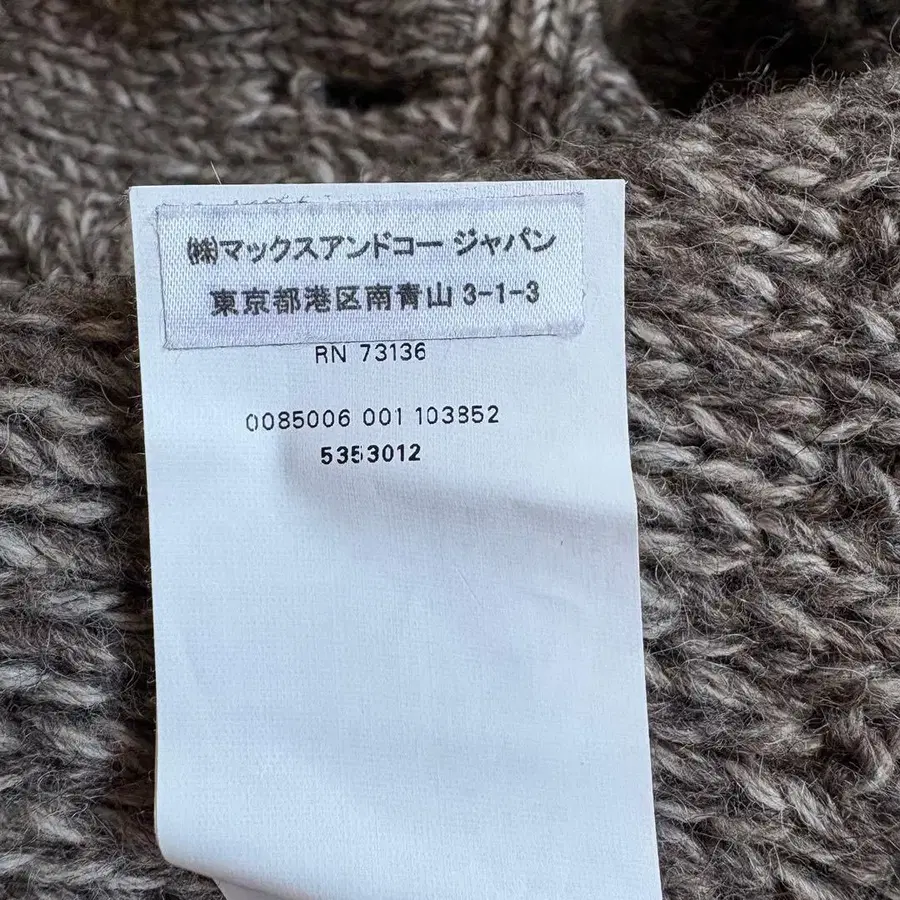 ㈱マックスアンドコー ジャパン
東京都港区南青山 3-1-3
RN 73136
0085006 001 103852
5353012